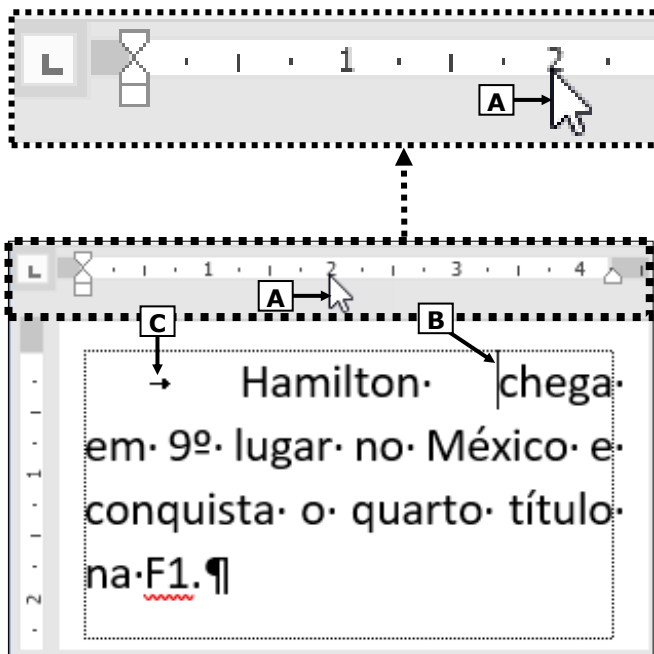 1 2
A
1 2 3 4
A
C
B
Hamilton· chega·
em· 9º· lugar· no· México· e·
conquista· o· quarto· título·
na·F1.¶
1
2